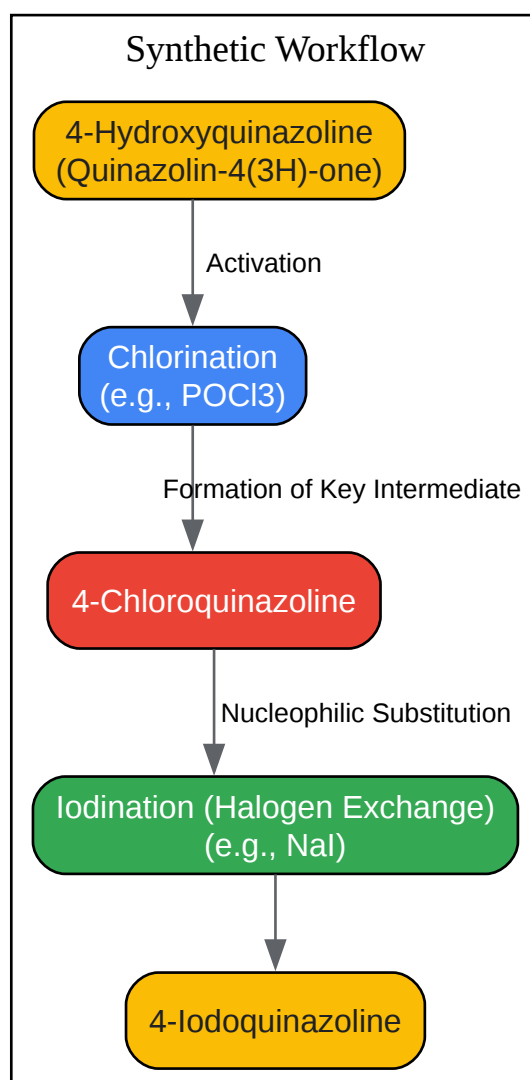 Synthetic Workflow
4-Hydroxyquinazoline
(Quinazolin-4(3H)-one)
Activation
Chlorination
(e.g., POCl3)
Formation of Key Intermediate
4-Chloroquinazoline
Nucleophilic Substitution
Iodination (Halogen Exchange)
(e.g., NaI)
4-Iodoquinazoline